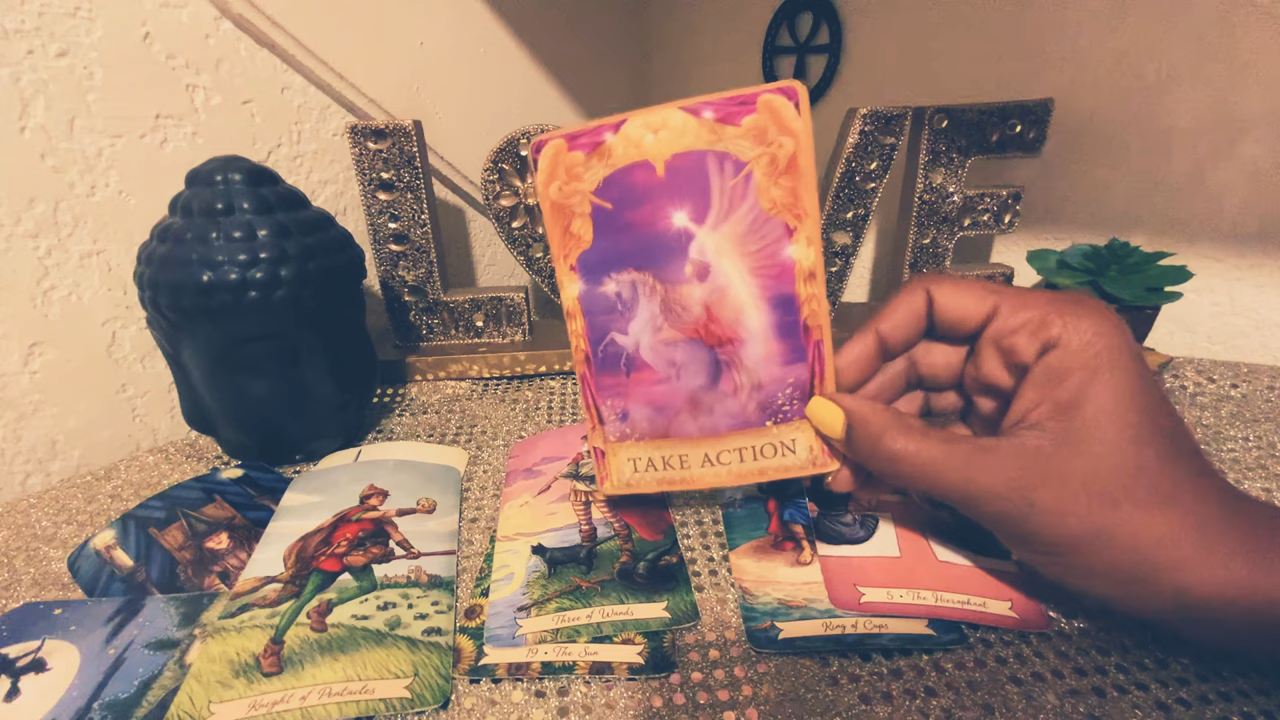 LOVE
TAKE ACTION
Three of Wands
19 • The Sun
5 • The Hierophant
King of Cups
Knight of Pentacles